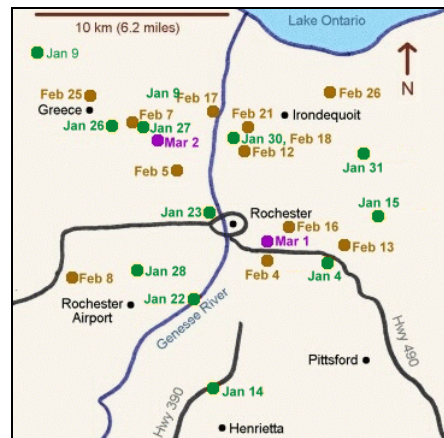 10 km (6.2 miles)
Lake Ontario
N
Jan 9
Feb 25
Jan 9
Feb 17
Feb 26
Greece
Feb 7
Feb 21
Irondequoit
Jan 26
Jan 27
Jan 30, Feb 18
Mar 2
Feb 12
Jan 31
Feb 5
Jan 23
Rochester
Jan 15
Feb 16
Mar 1
Feb 13
Feb 4
Jan 4
Feb 8
Jan 28
Rochester
Airport
Jan 22
Genesee River
Hwy 490
Pittsford
Hwy 390
Jan 14
Henrietta